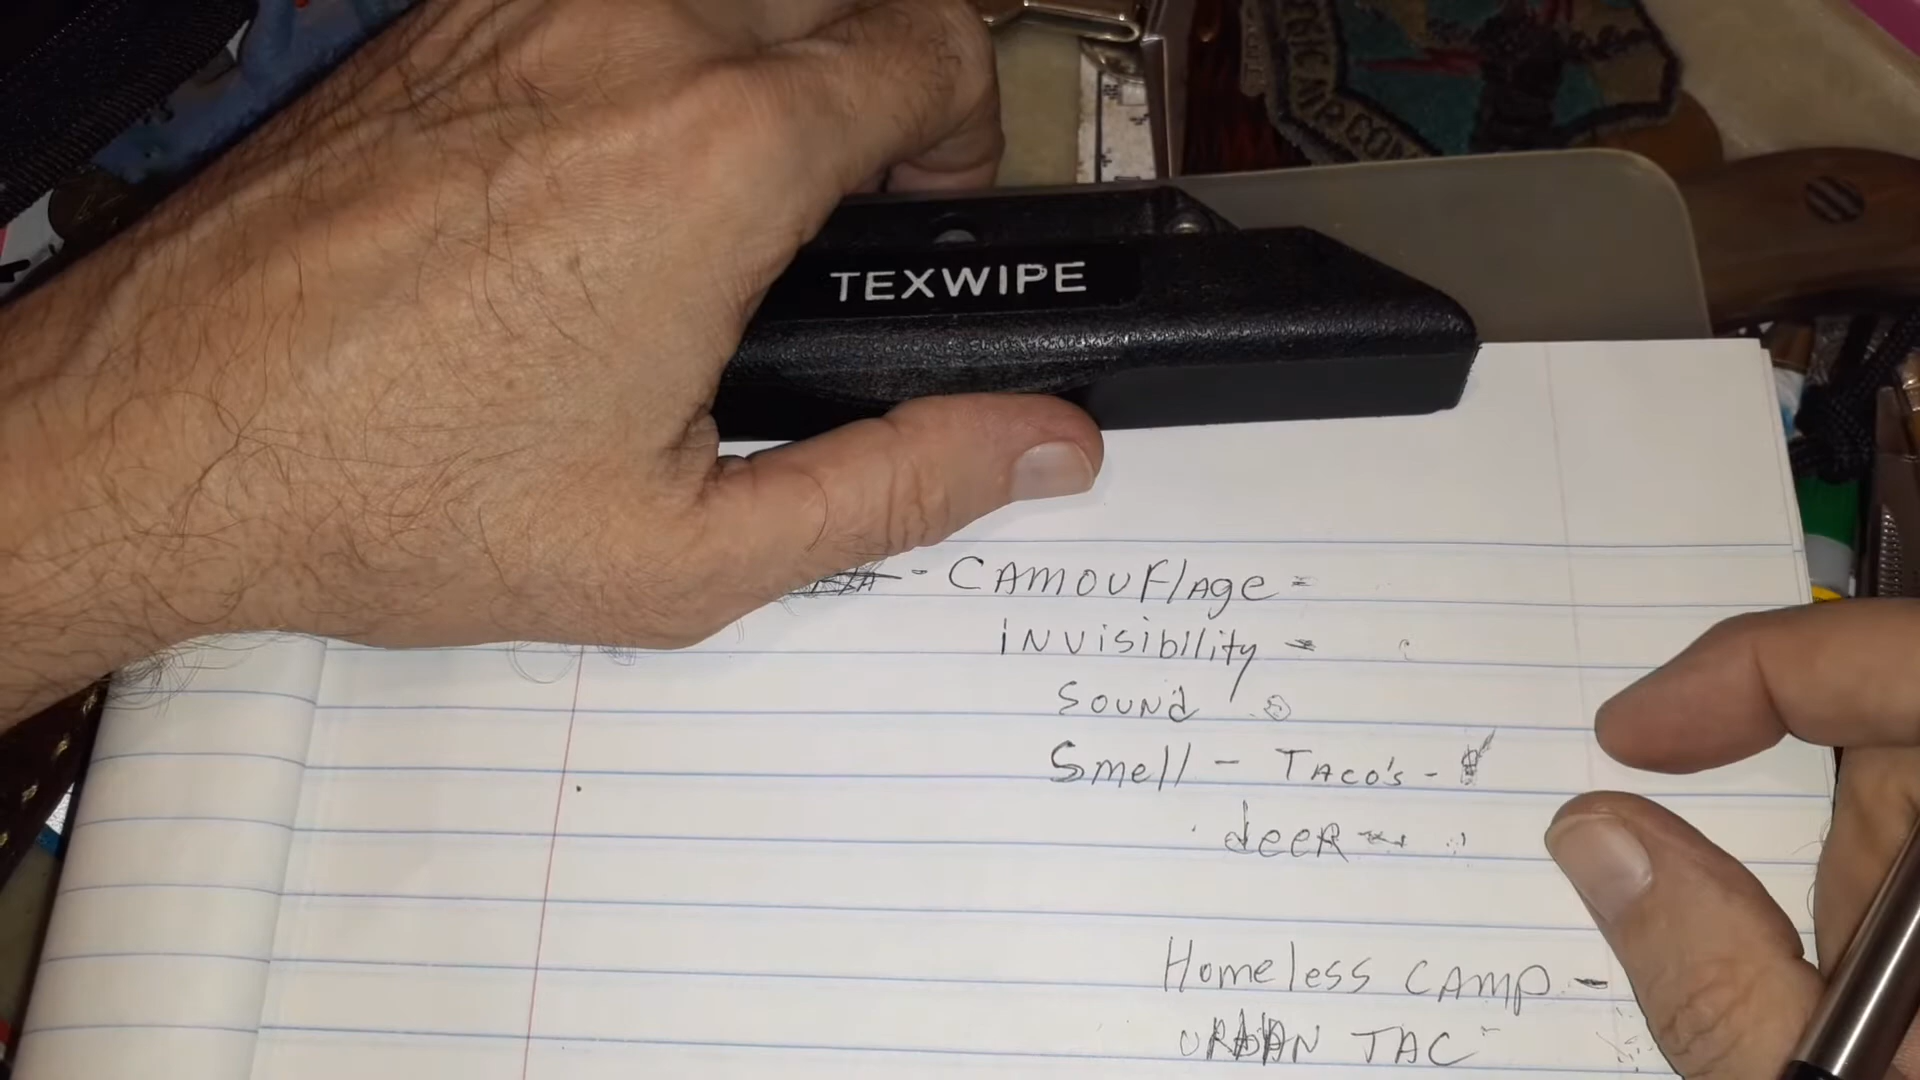 TEXWIPE
- CAMOUFlAge -
iNVisibility -
SOUNd
Smell - TACO's -
deeR
Homeless CAMP -
URBAN TAC